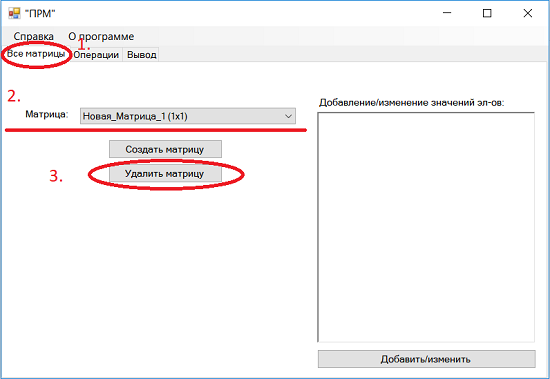 "ПРМ"
Справка О программе
1.
Все матрицы Операции Вывод
2.
Матрица: Новая_Матрица_1 (1x1)
Создать матрицу
3. Удалить матрицу
Добавление/изменение значений эл-ов:
Добавить/изменить